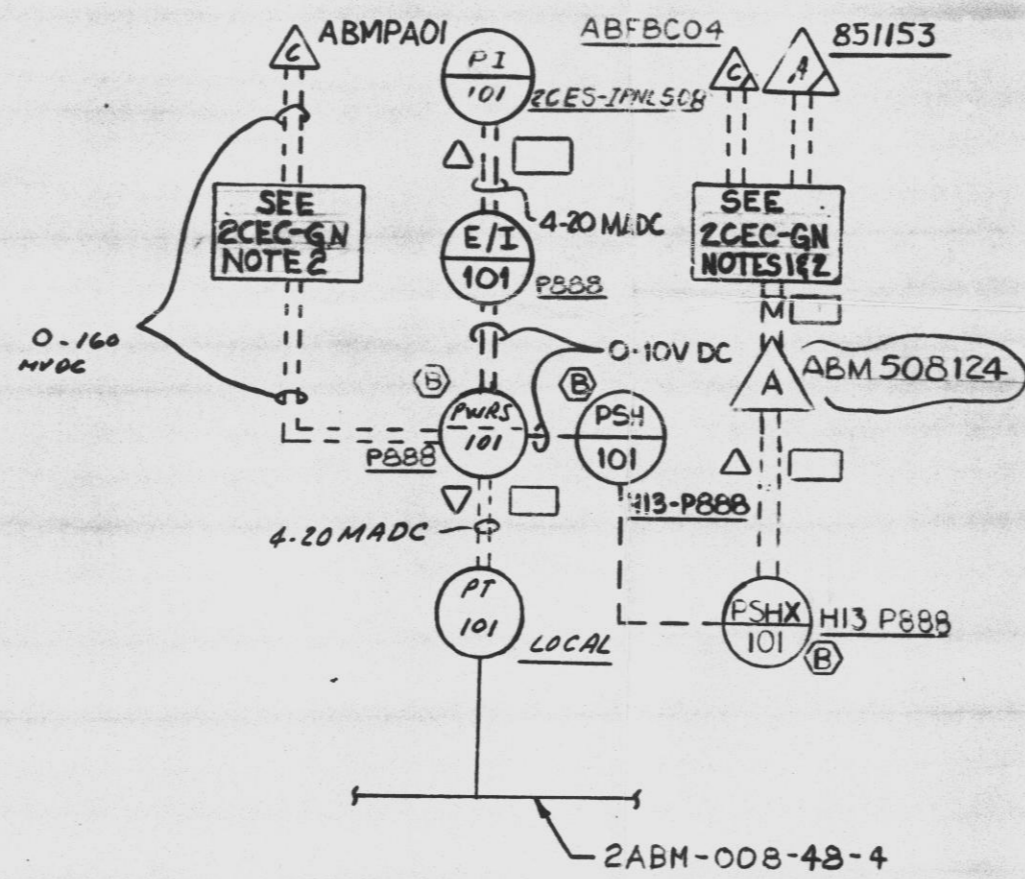 C
ABMPA01
PI
101
2CES-IPNL508
ABFBC04
C
A
851153
SEE
2CEC-GN
NOTE 2
4-20 MADC
SEE
2CEC-GN
NOTES 1&2
E/I
101
P888
M
0-160
MVDC
0-10V DC
A
ABM 508124
B
PWRS
101
P888
B
PSH
101
H13-P888
4-20 MADC
PT
101
LOCAL
PSHX
101
H13 P888
B
2ABM-008-48-4